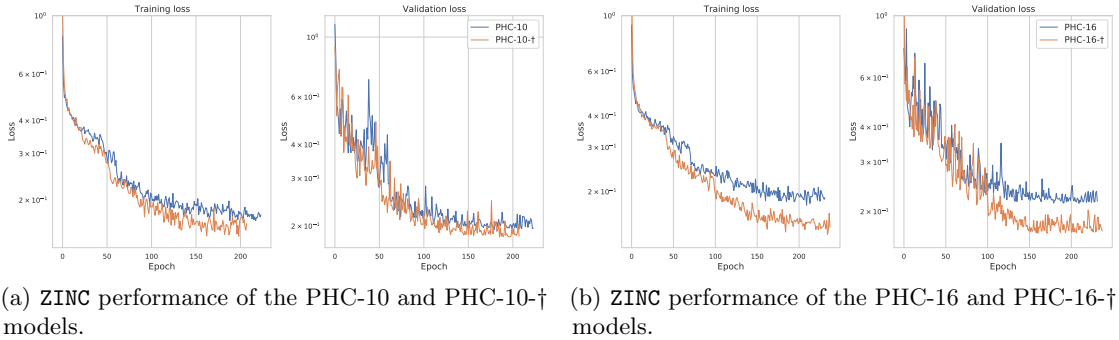 Training loss
Validation loss
Training loss
Validation loss
10⁰
6 × 10⁻¹
4 × 10⁻¹
3 × 10⁻¹
2 × 10⁻¹
Loss
0 50 100 150 200
Epoch
PHC-10
PHC-10-†
10⁰
6 × 10⁻¹
4 × 10⁻¹
3 × 10⁻¹
2 × 10⁻¹
Loss
0 50 100 150 200
Epoch
10⁰
6 × 10⁻¹
4 × 10⁻¹
3 × 10⁻¹
2 × 10⁻¹
Loss
0 50 100 150 200
Epoch
PHC-16
PHC-16-†
10⁰
6 × 10⁻¹
4 × 10⁻¹
3 × 10⁻¹
2 × 10⁻¹
Loss
0 50 100 150 200
Epoch
(a) ZINC performance of the PHC-10 and PHC-10-†
models.
(b) ZINC performance of the PHC-16 and PHC-16-†
models.